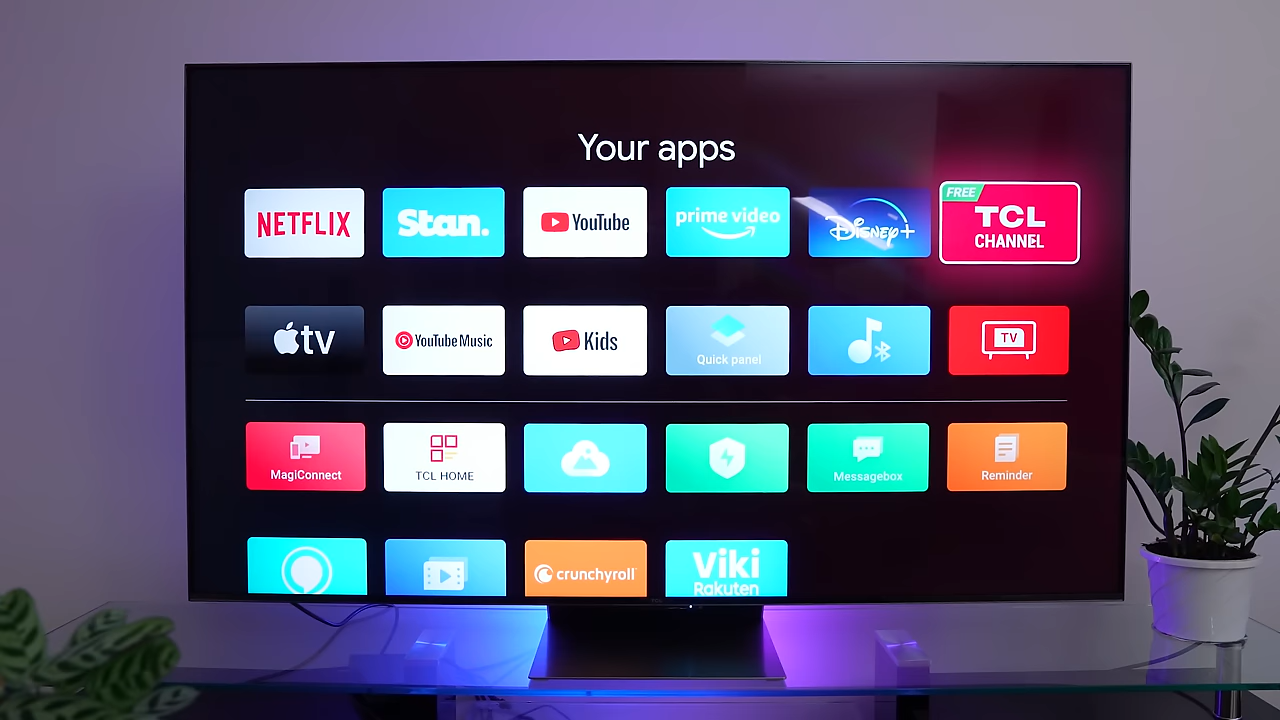 Your apps
NETFLIX
Stan.
YouTube
prime video
Disney+
FREE
TCL
CHANNEL
tv
YouTube Music
Kids
Quick panel
TV
MagiConnect
TCL HOME
Messagebox
Reminder
crunchyroll
Viki
Rakuten